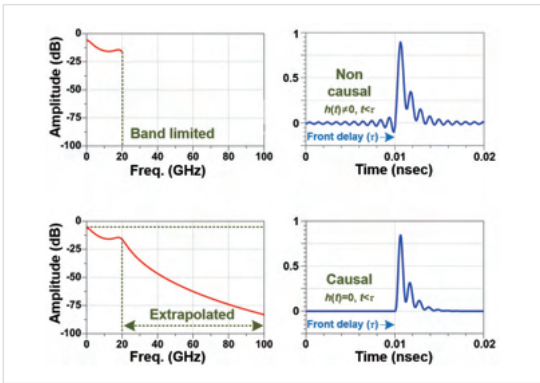 Amplitude (dB)
0
-25
-50
-75
-100
Band limited
0
20
40
60
80
100
Freq. (GHz)
1
0.5
0
Non
causal
h(t)≠0, t<τ
Front delay (τ)
0
0.01
0.02
Time (nsec)
Amplitude (dB)
0
-25
-50
-75
-100
Extrapolated
0
20
40
60
80
100
Freq. (GHz)
1
0.5
0
Causal
h(t)=0, t<τ
Front delay (τ)
0
0.01
0.02
Time (nsec)